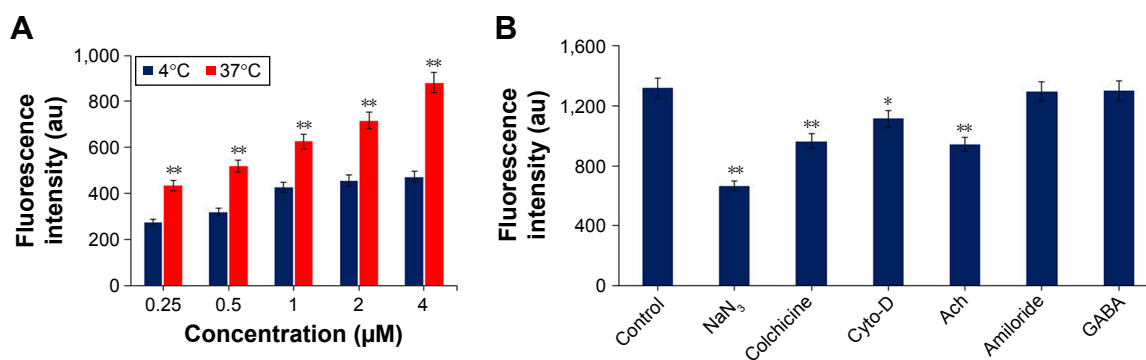 A
Fluorescence
intensity (au)
1,000
800
600
400
200
0
4°C 37°C
**
**
**
**
**
0.25 0.5 1 2 4
Concentration (µM)
B
Fluorescence
intensity (au)
1,600
1,200
800
400
0
**
**
*
**
Control
NaN₃
Colchicine
Cyto-D
Ach
Amiloride
GABA